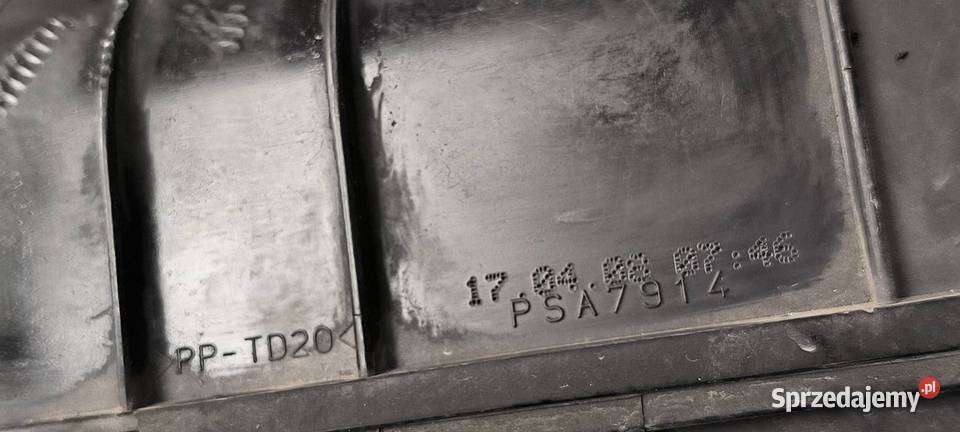 17.04.08 07:46
PSA7914
>PP-TD20<
Sprzedajemy.pl